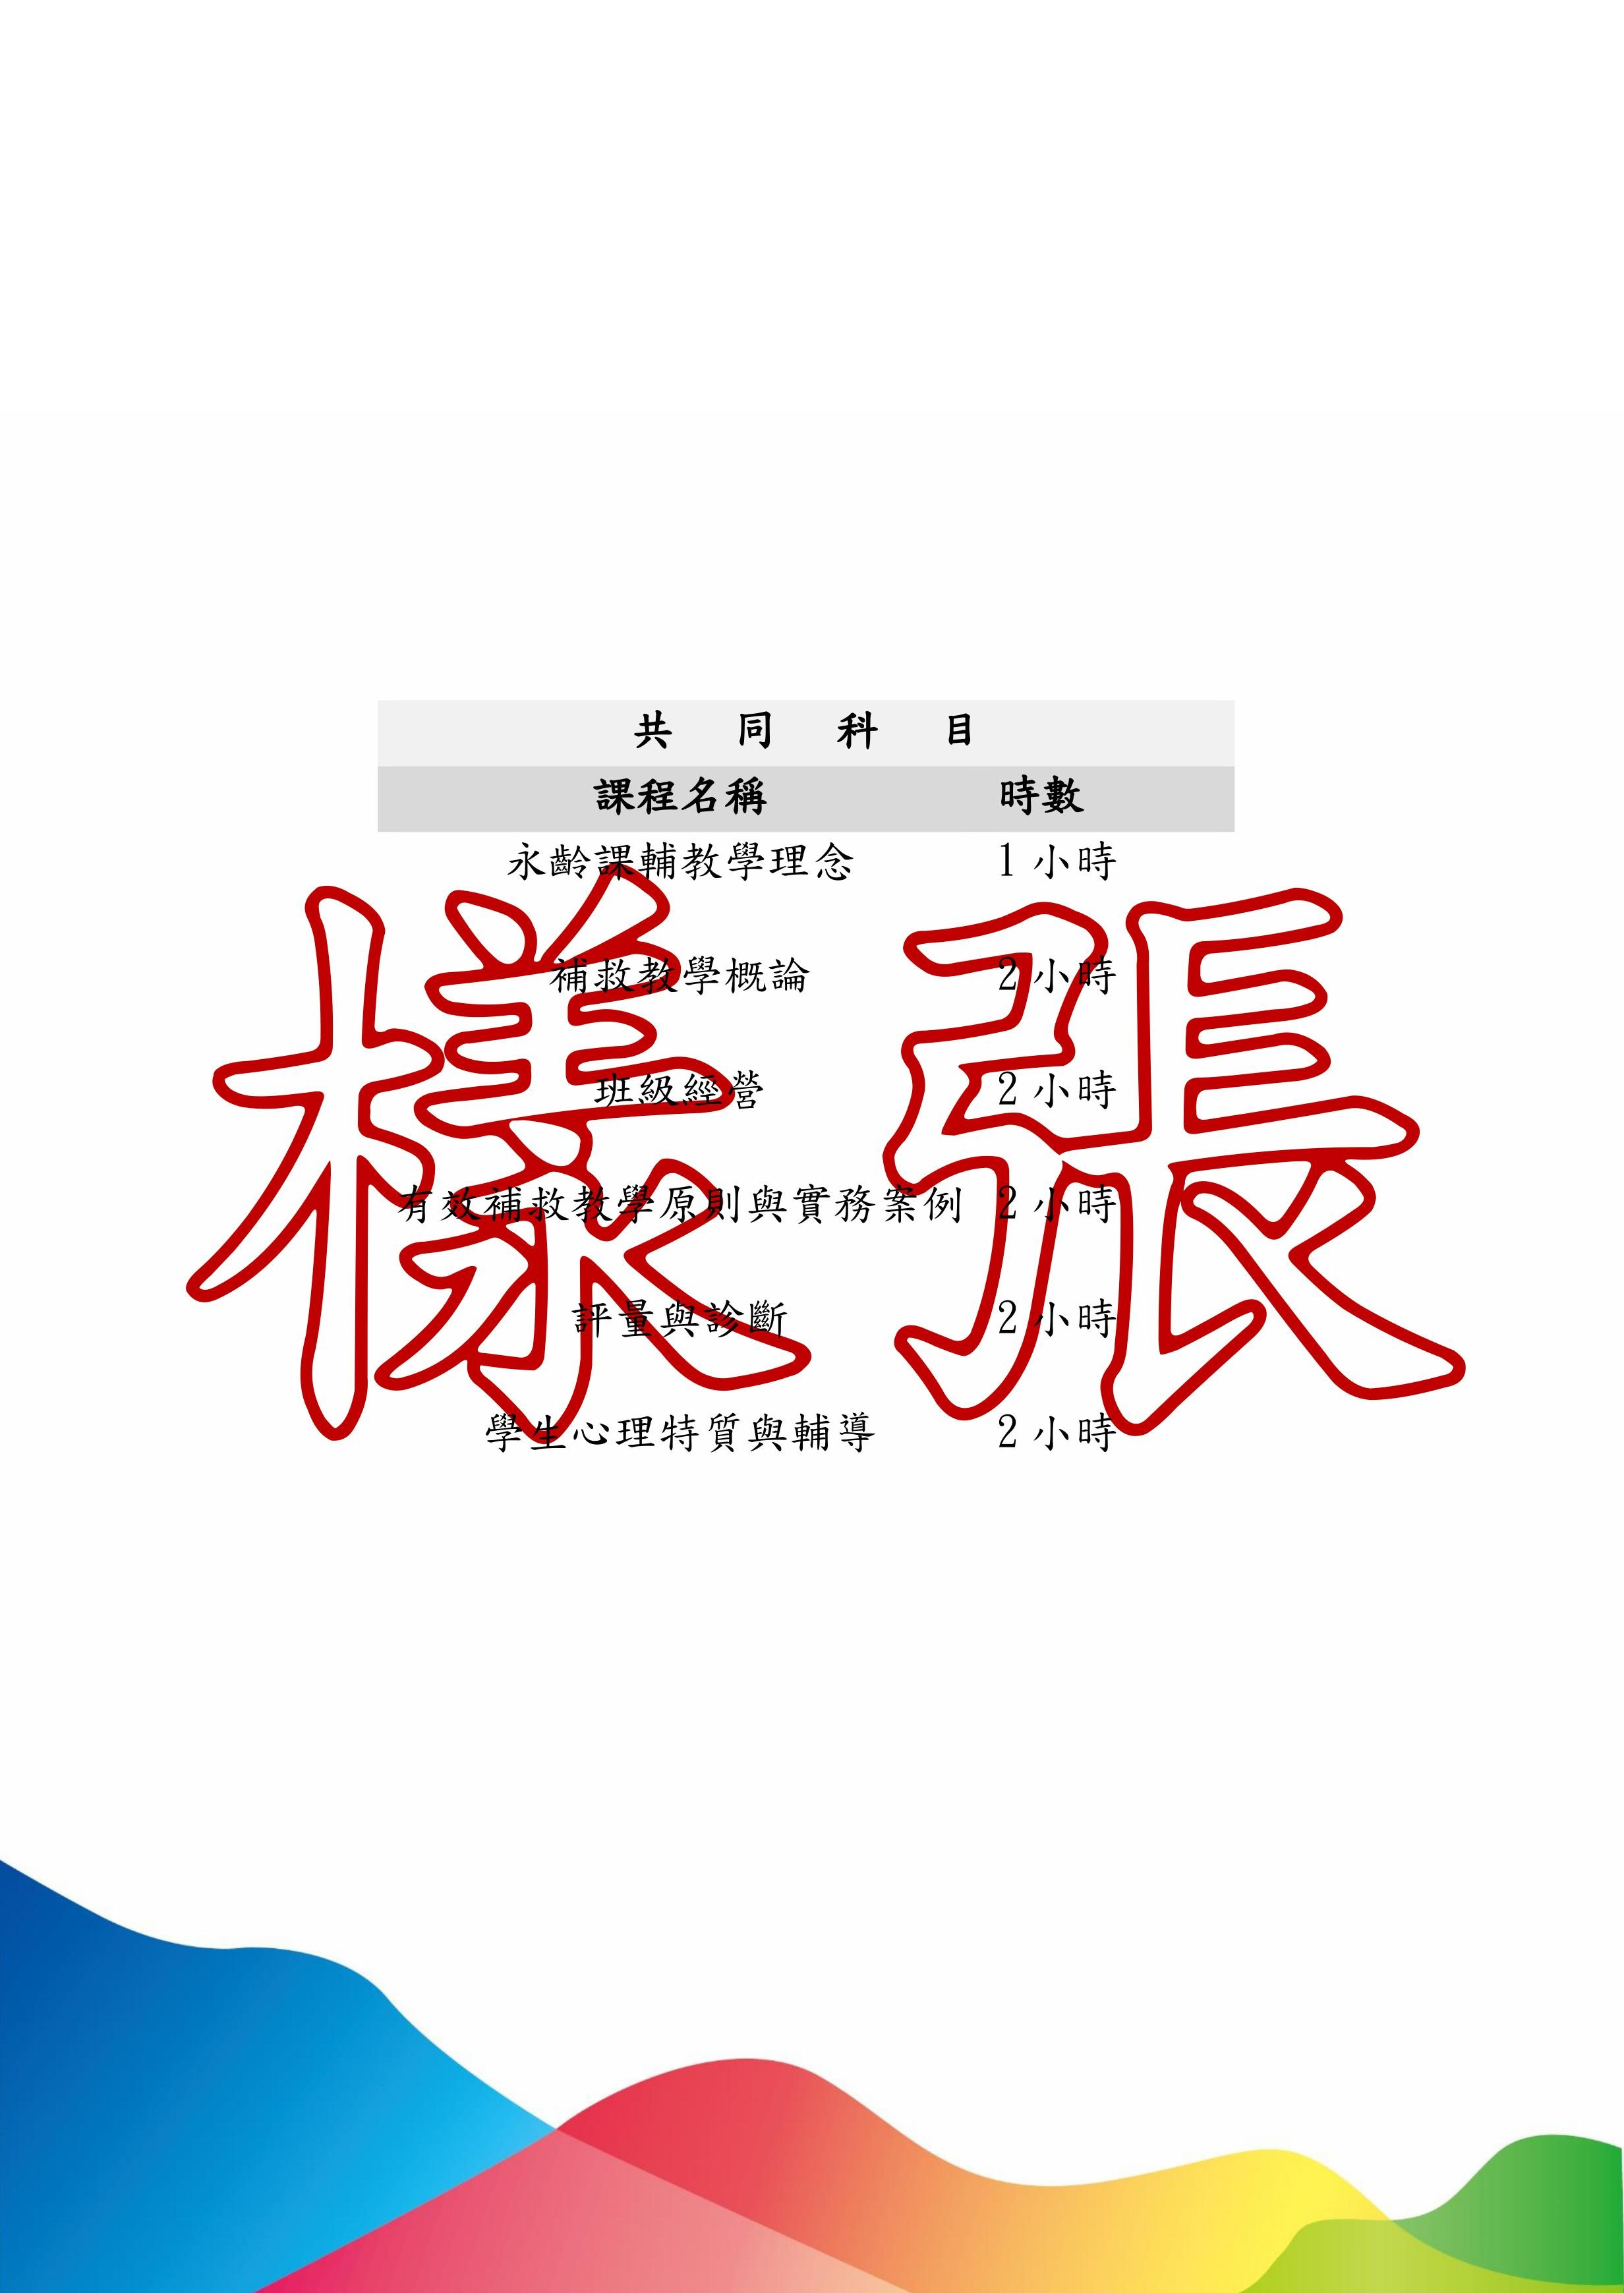 共 同 科 目
課程名稱 時數
永齡課輔教學理念 1 小時
補救教學概論 2 小時
班級經營 2 小時
有效補救教學原則與實務案例 2 小時
評量與診斷 2 小時
學生心理特質與輔導 2 小時
樣張